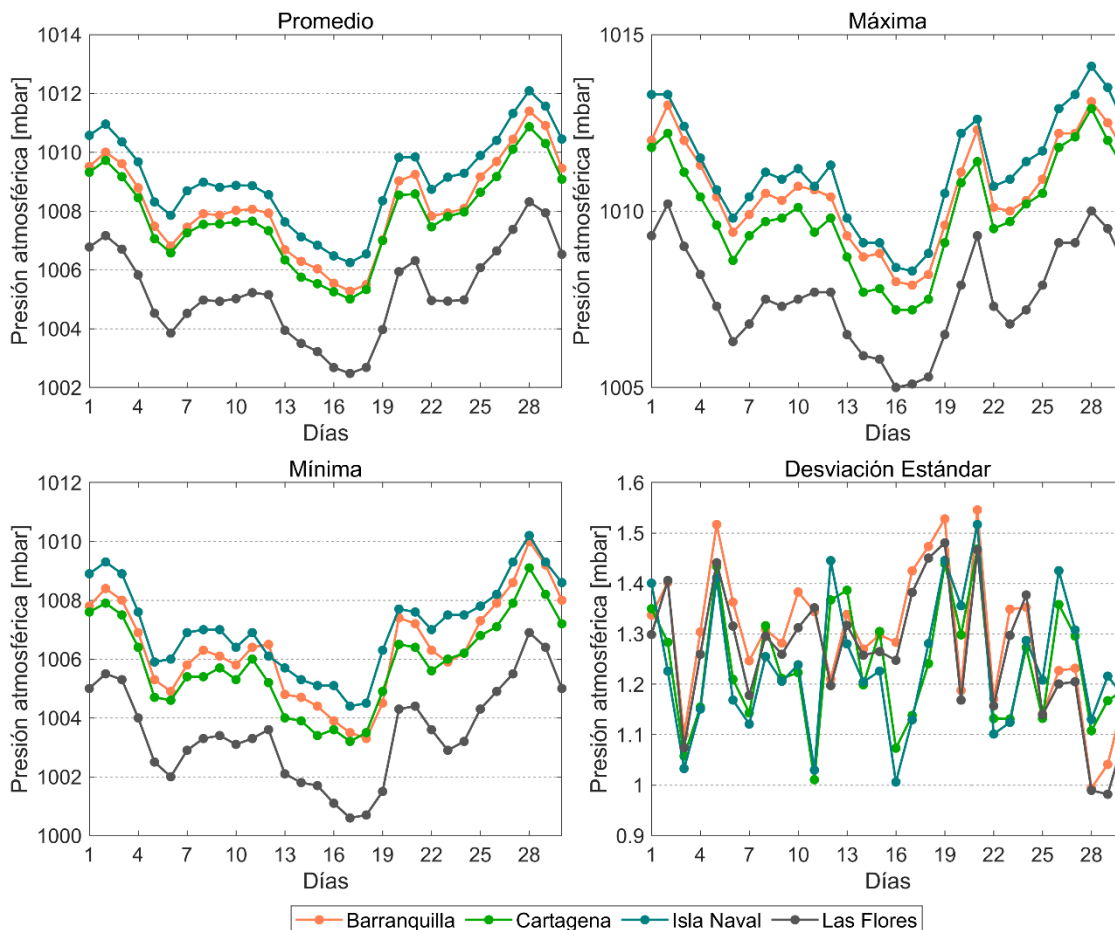 Promedio
Presión atmosférica [mbar]
1014
1012
1010
1008
1006
1004
1002
1 4 7 10 13 16 19 22 25 28
Días
Máxima
Presión atmosférica [mbar]
1015
1010
1005
1 4 7 10 13 16 19 22 25 28
Días
Mínima
Presión atmosférica [mbar]
1012
1010
1008
1006
1004
1002
1000
1 4 7 10 13 16 19 22 25 28
Días
Desviación Estándar
Presión atmosférica [mbar]
1.6
1.5
1.4
1.3
1.2
1.1
1
0.9
1 4 7 10 13 16 19 22 25 28
Días
Barranquilla Cartagena Isla Naval Las Flores